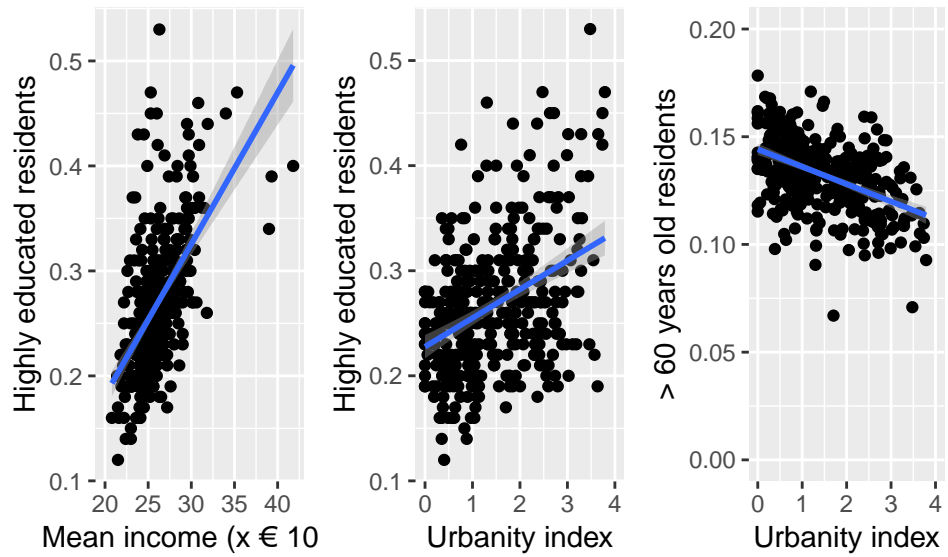 Highly educated residents
0.5
0.4
0.3
0.2
0.1
20 25 30 35 40
Mean income (x € 10
Highly educated residents
0.5
0.4
0.3
0.2
0.1
0 1 2 3 4
Urbanity index
> 60 years old residents
0.20
0.15
0.10
0.05
0.00
0 1 2 3 4
Urbanity index